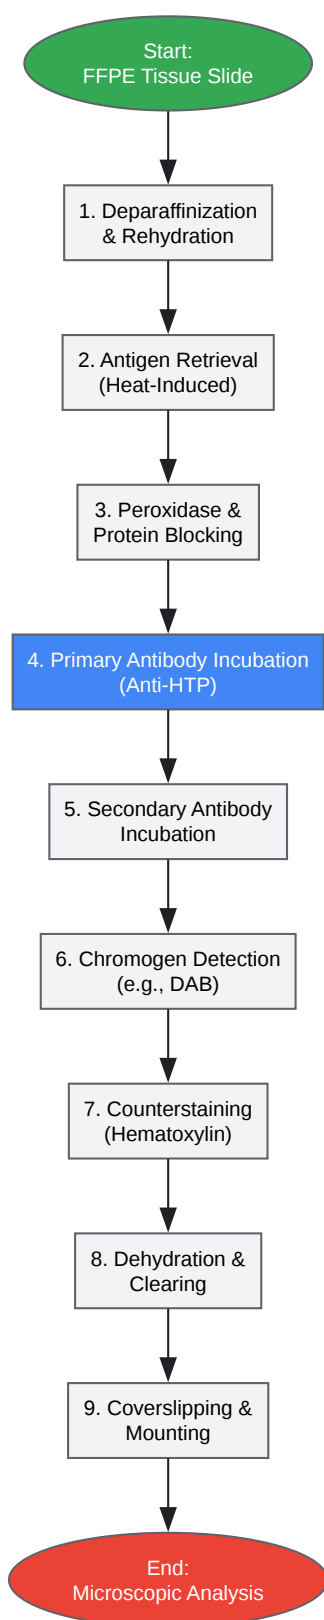 Start:
FFPE Tissue Slide
1. Deparaffinization
& Rehydration
2. Antigen Retrieval
(Heat-Induced)
3. Peroxidase &
Protein Blocking
4. Primary Antibody Incubation
(Anti-HTP)
5. Secondary Antibody
Incubation
6. Chromogen Detection
(e.g., DAB)
7. Counterstaining
(Hematoxylin)
8. Dehydration &
Clearing
9. Coverslipping &
Mounting
End:
Microscopic Analysis